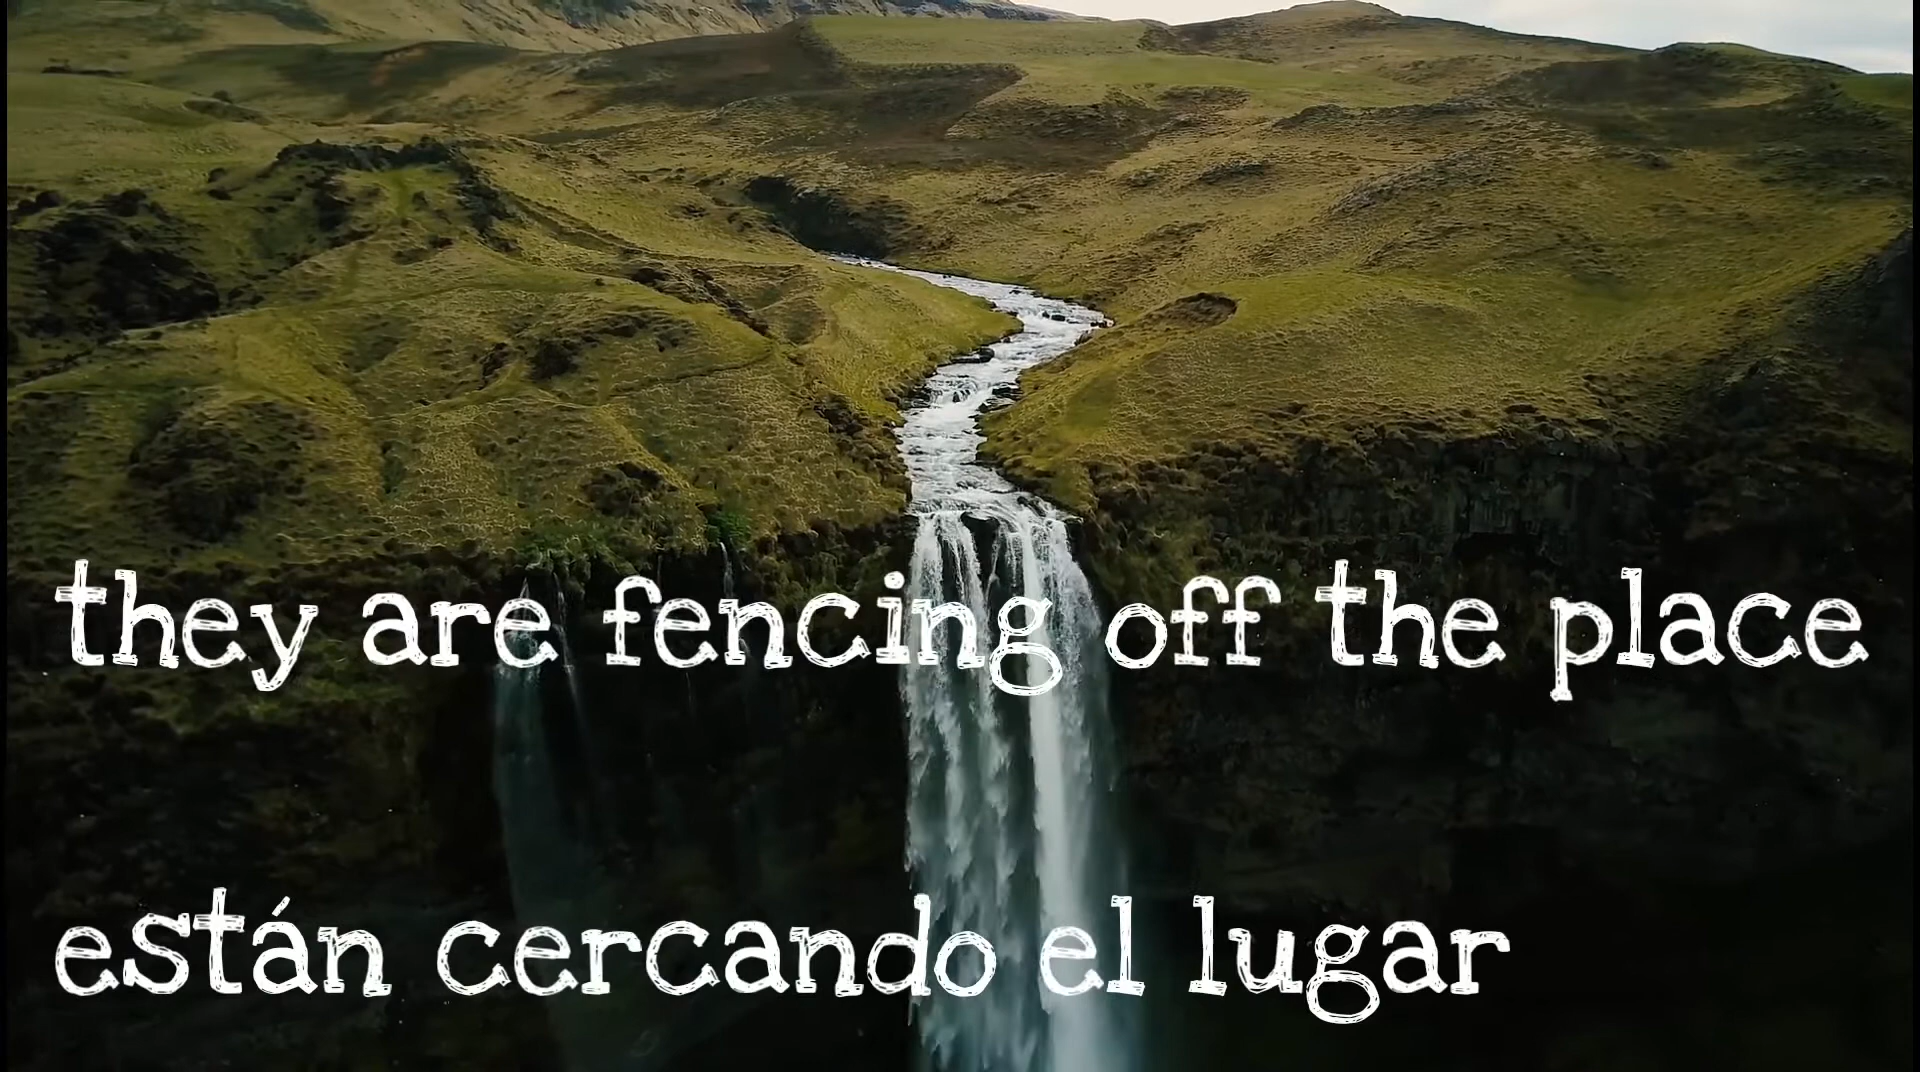 they are fencing off the place
están cercando el lugar